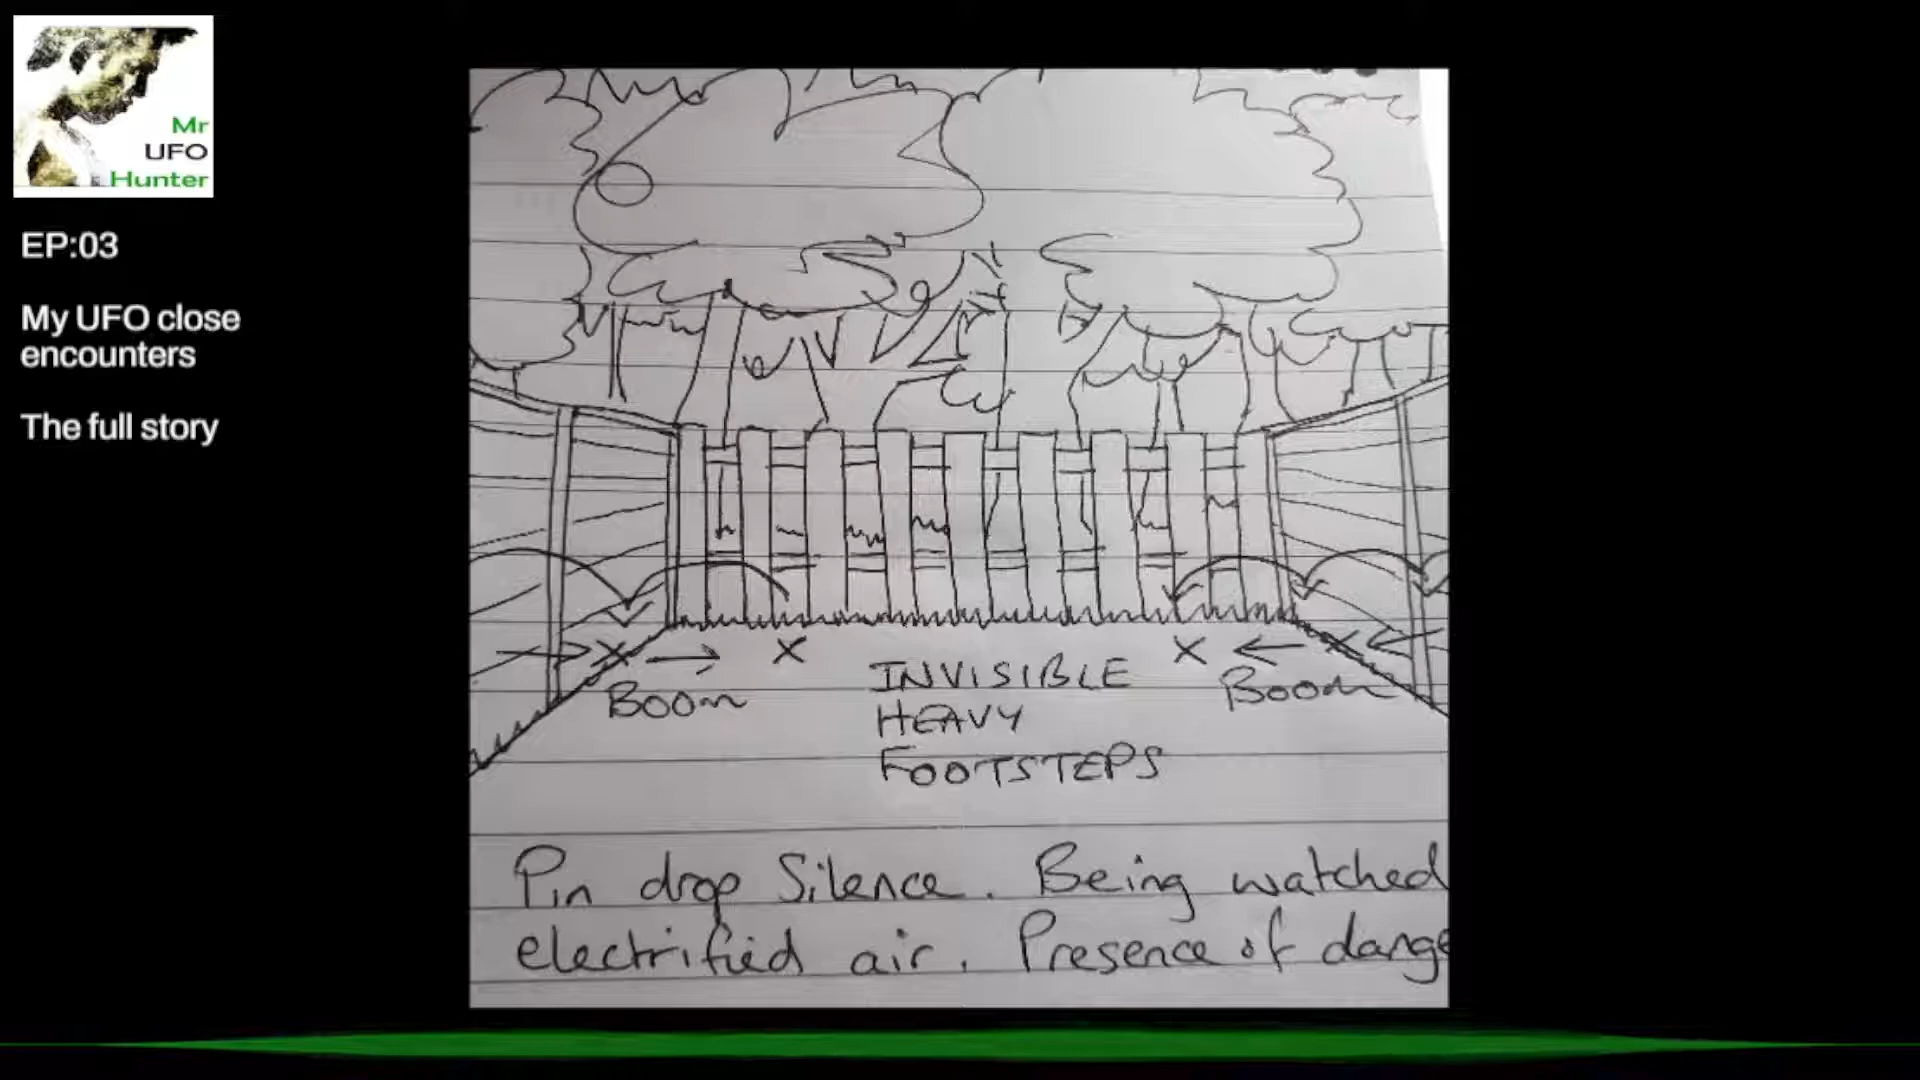 Mr
UFO
Hunter
EP:03
My UFO close
encounters
The full story
Boom
INVISIBLE
HEAVY
FOOTSTEPS
Boom
Pin drop Silence. Being watched
electrified air. Presence of dange